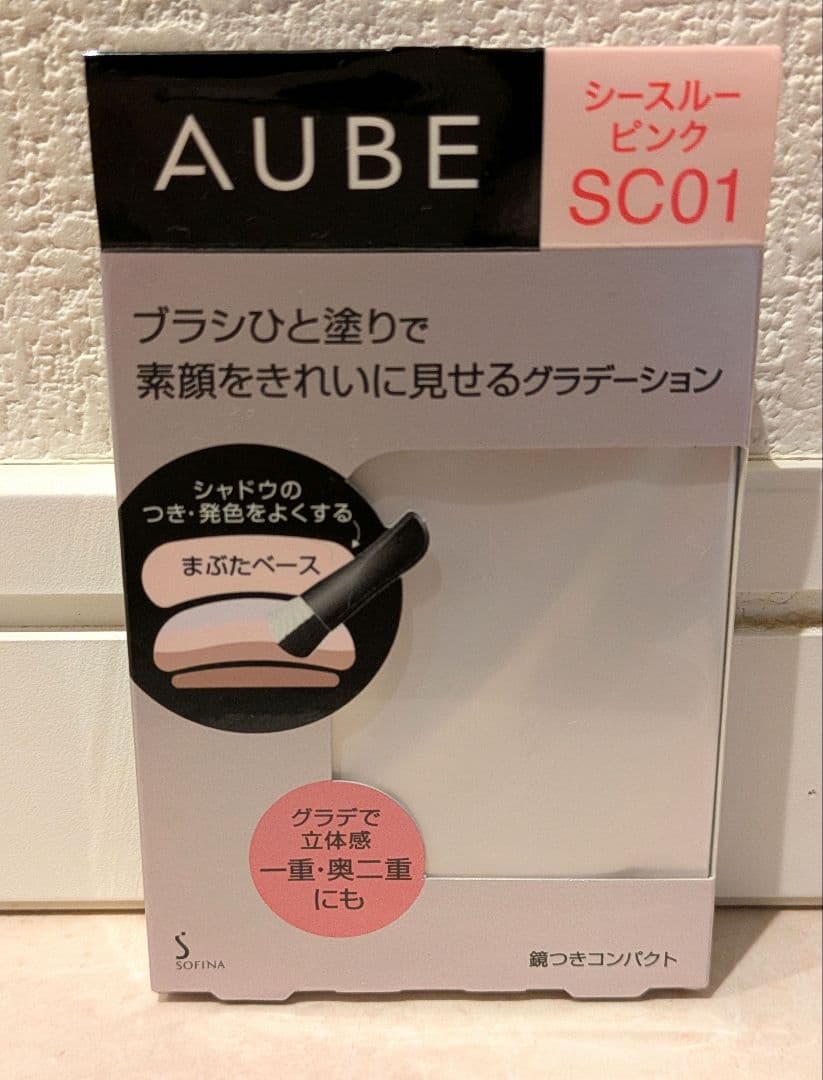 AUBE
シースルー
ピンク
SC01
ブラシひと塗りで
素顔をきれいに見せるグラデーション
シャドウの
つき・発色をよくする
まぶたベース
グラデで
立体感
一重・奥二重
にも
SOFINA
鏡つきコンパクト